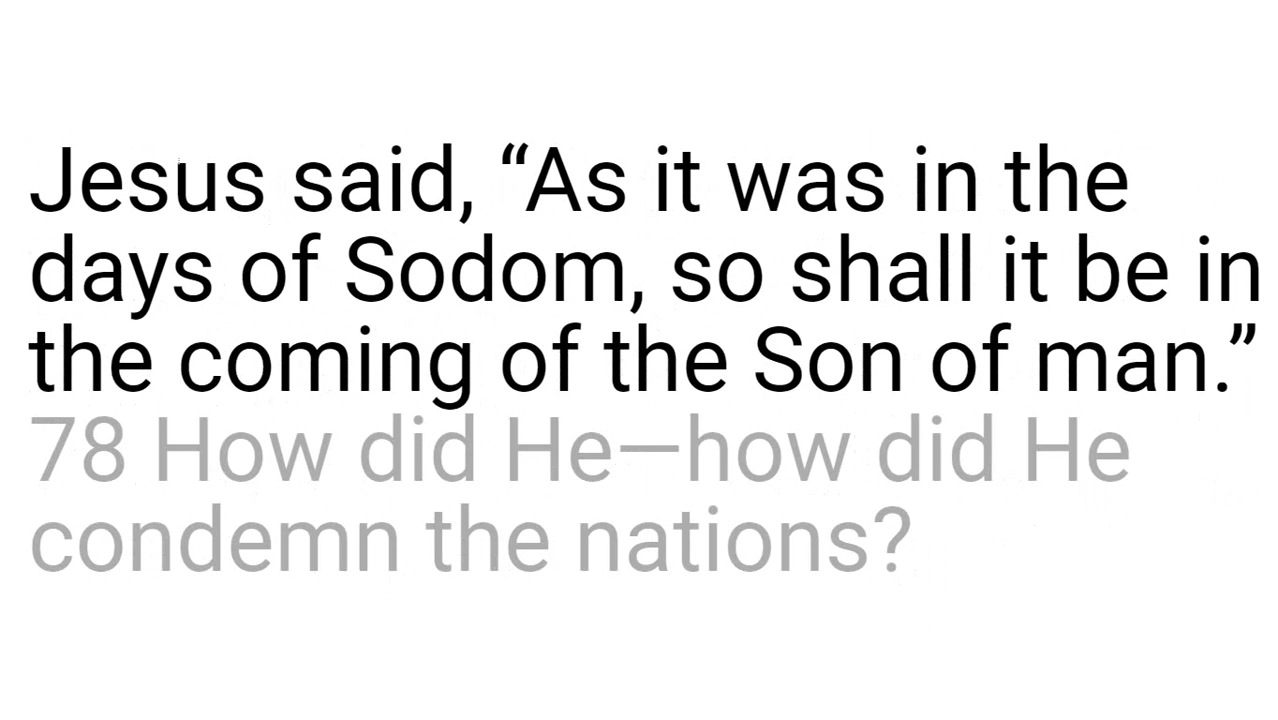 Jesus said, “As it was in the
days of Sodom, so shall it be in
the coming of the Son of man.”
78 How did He—how did He
condemn the nations?